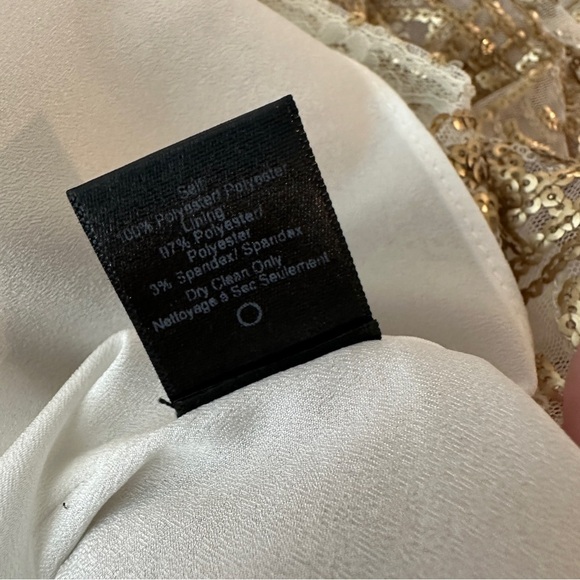 Self
100% Polyester/ Polyester
Lining
97% Polyester/
Polyester
3% Spandex/ Spandex
Dry Clean Only
Nettoyage à Sec Seulement